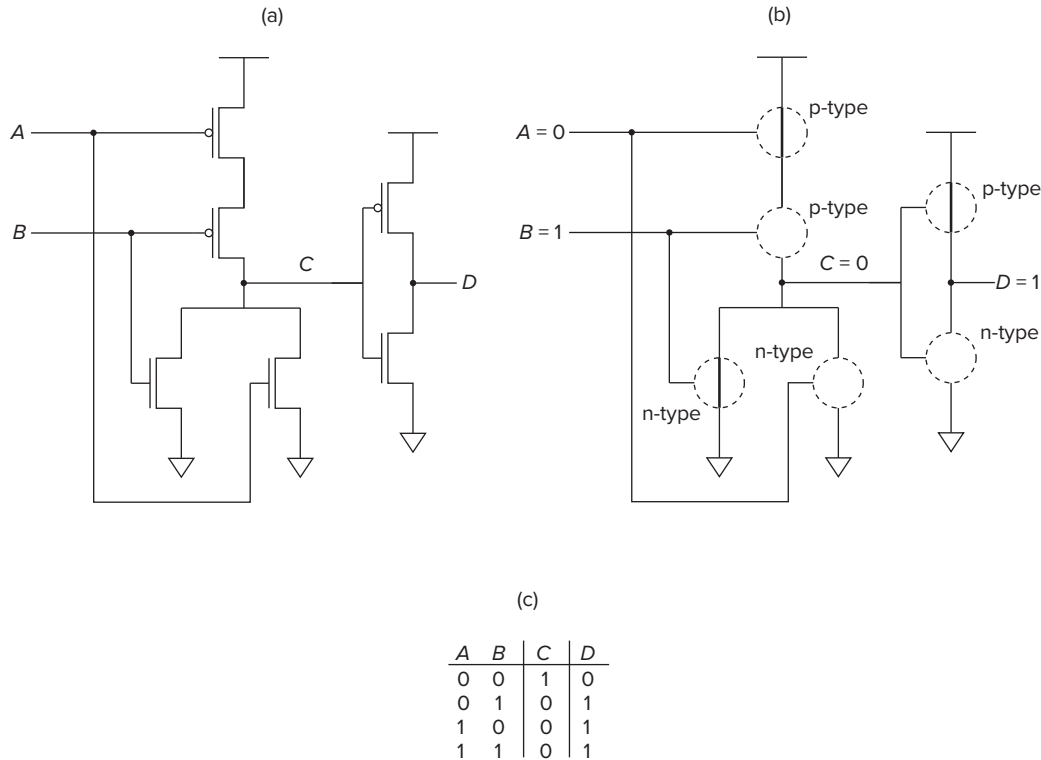 (a)
A
B
C
D
(b)
p-type
A = 0
p-type
p-type
B = 1
C = 0
D = 1
n-type
n-type
n-type
(c)
A B C D
0 0 1 0
0 1 0 1
1 0 0 1
1 1 0 1